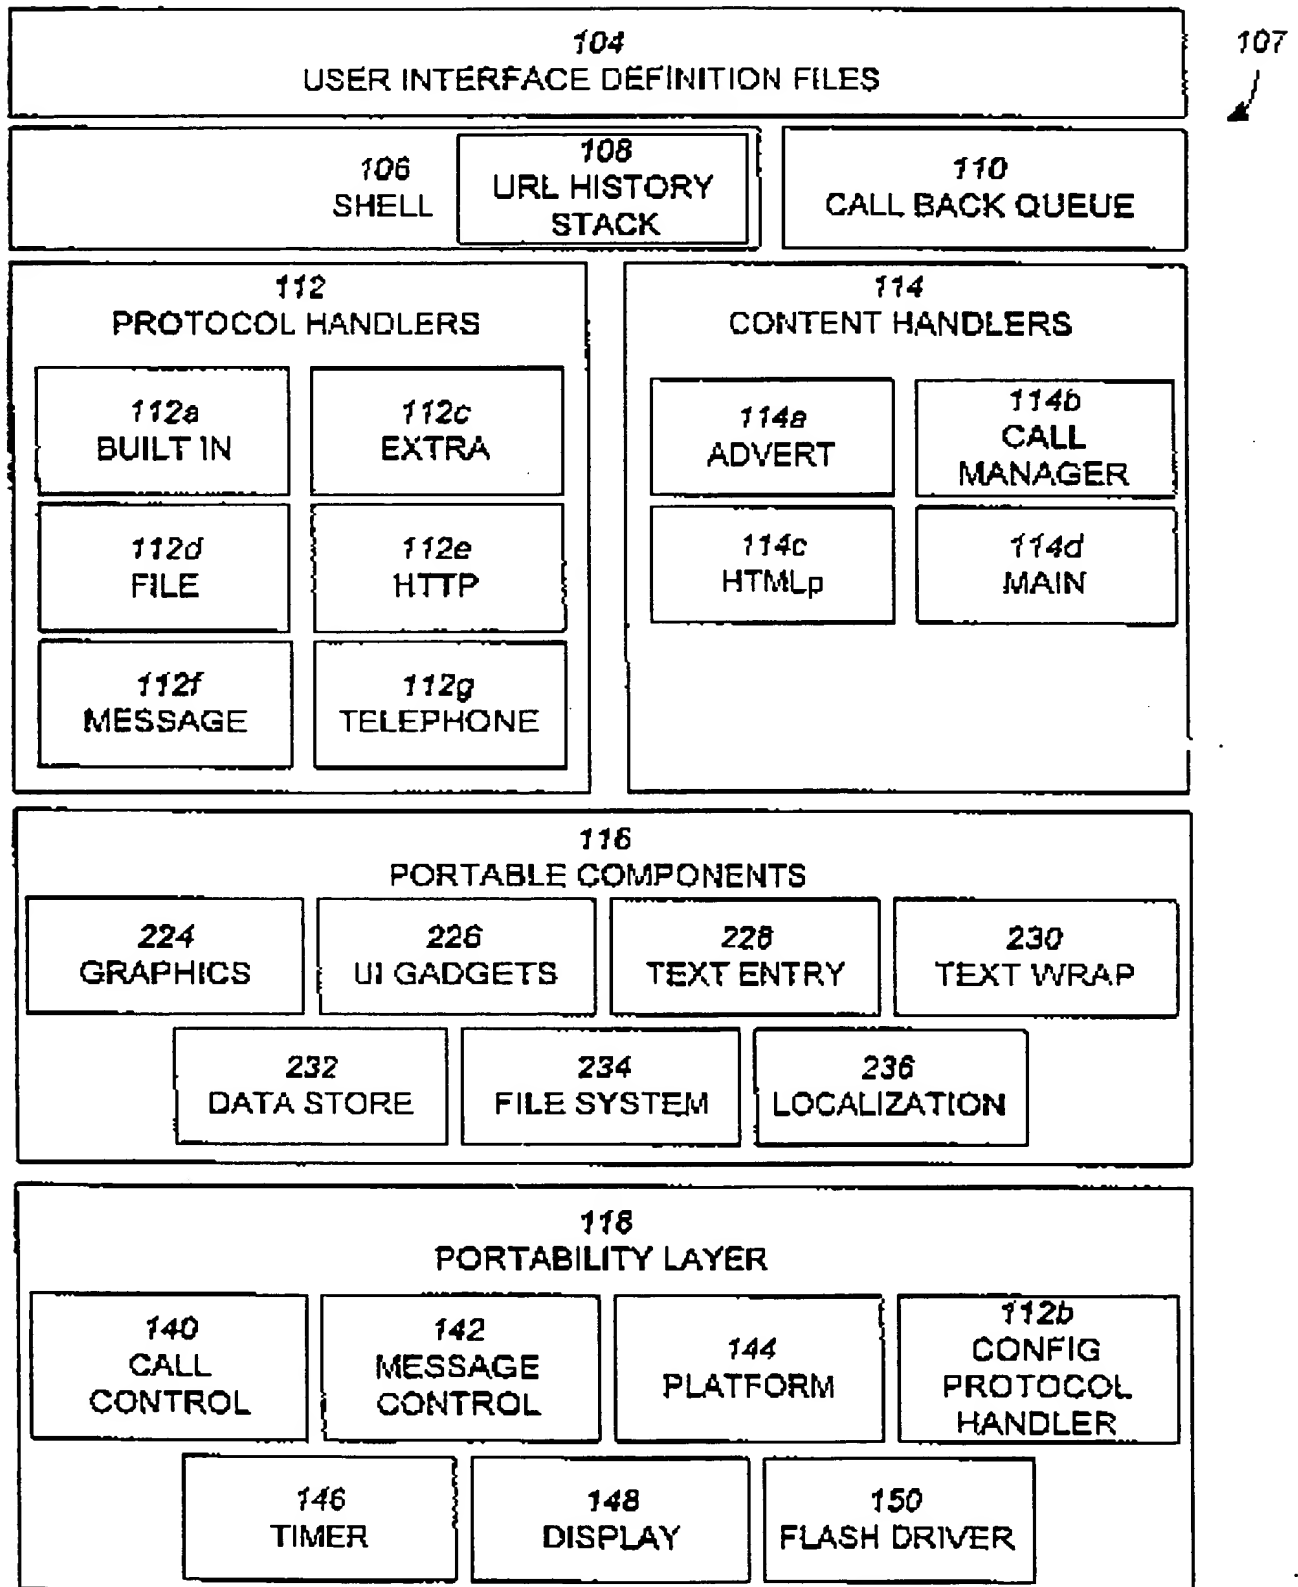 104
USER INTERFACE DEFINITION FILES
107
106
SHELL
108
URL HISTORY
STACK
110
CALL BACK QUEUE
112
PROTOCOL HANDLERS
112a
BUILT IN
112c
EXTRA
112d
FILE
112e
HTTP
112f
MESSAGE
112g
TELEPHONE
114
CONTENT HANDLERS
114a
ADVERT
114b
CALL
MANAGER
114c
HTMLp
114d
MAIN
116
PORTABLE COMPONENTS
224
GRAPHICS
226
UI GADGETS
228
TEXT ENTRY
230
TEXT WRAP
232
DATA STORE
234
FILE SYSTEM
236
LOCALIZATION
118
PORTABILITY LAYER
140
CALL
CONTROL
142
MESSAGE
CONTROL
144
PLATFORM
112b
CONFIG
PROTOCOL
HANDLER
146
TIMER
148
DISPLAY
150
FLASH DRIVER